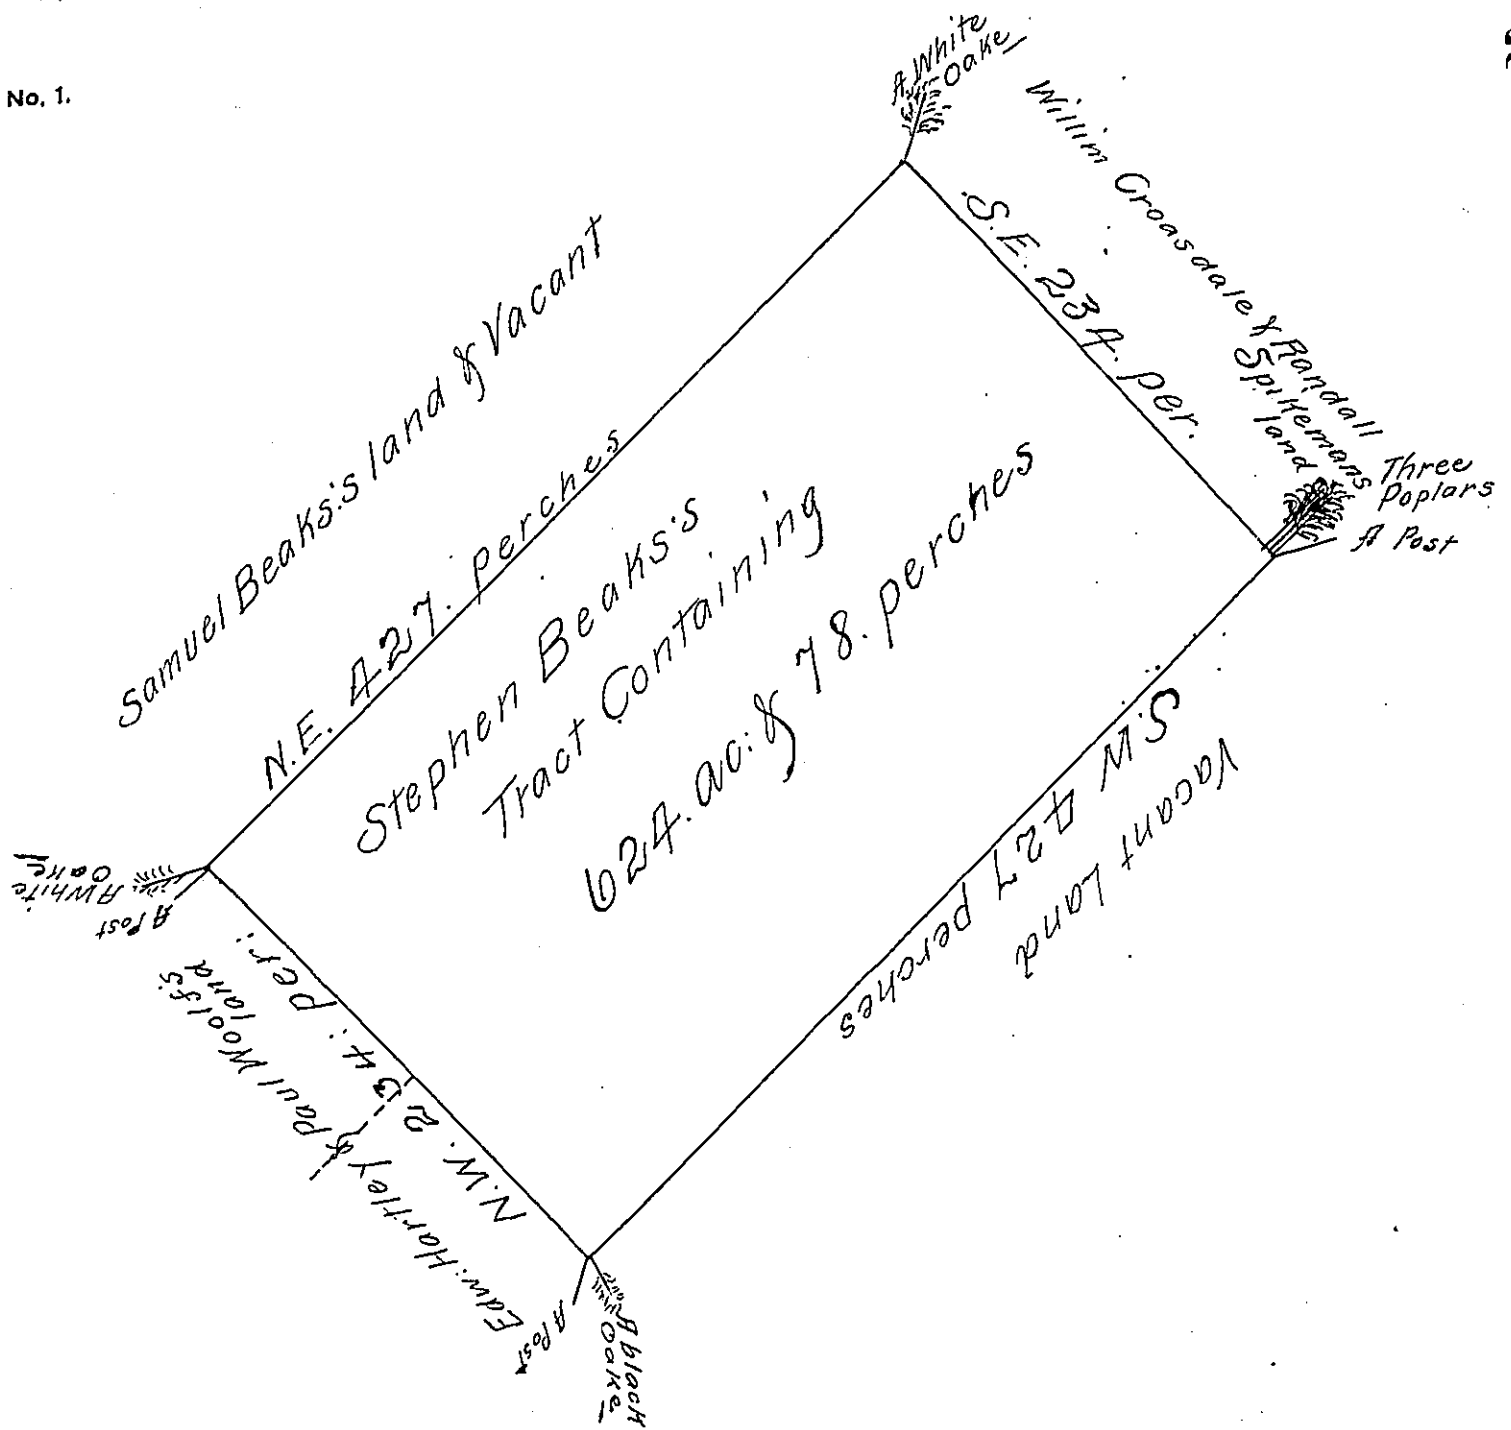 No. 1.
A White
Oake
Willim Croasdale & Randall
Spikemans
land
S.E. 234. per.
Three
Poplars
A Post
Samuel Beaks:s land & Vacant
N.E. 427. perches
Stephen Beaks:s
Tract Containing
624. ac: & 78. perches
S.W 427 perches
Vacant Land
A White
Oake
A Post
N.W. 234: per:
Edw: Hartley & Paul Woolfs
land
A Post
A black
Oake